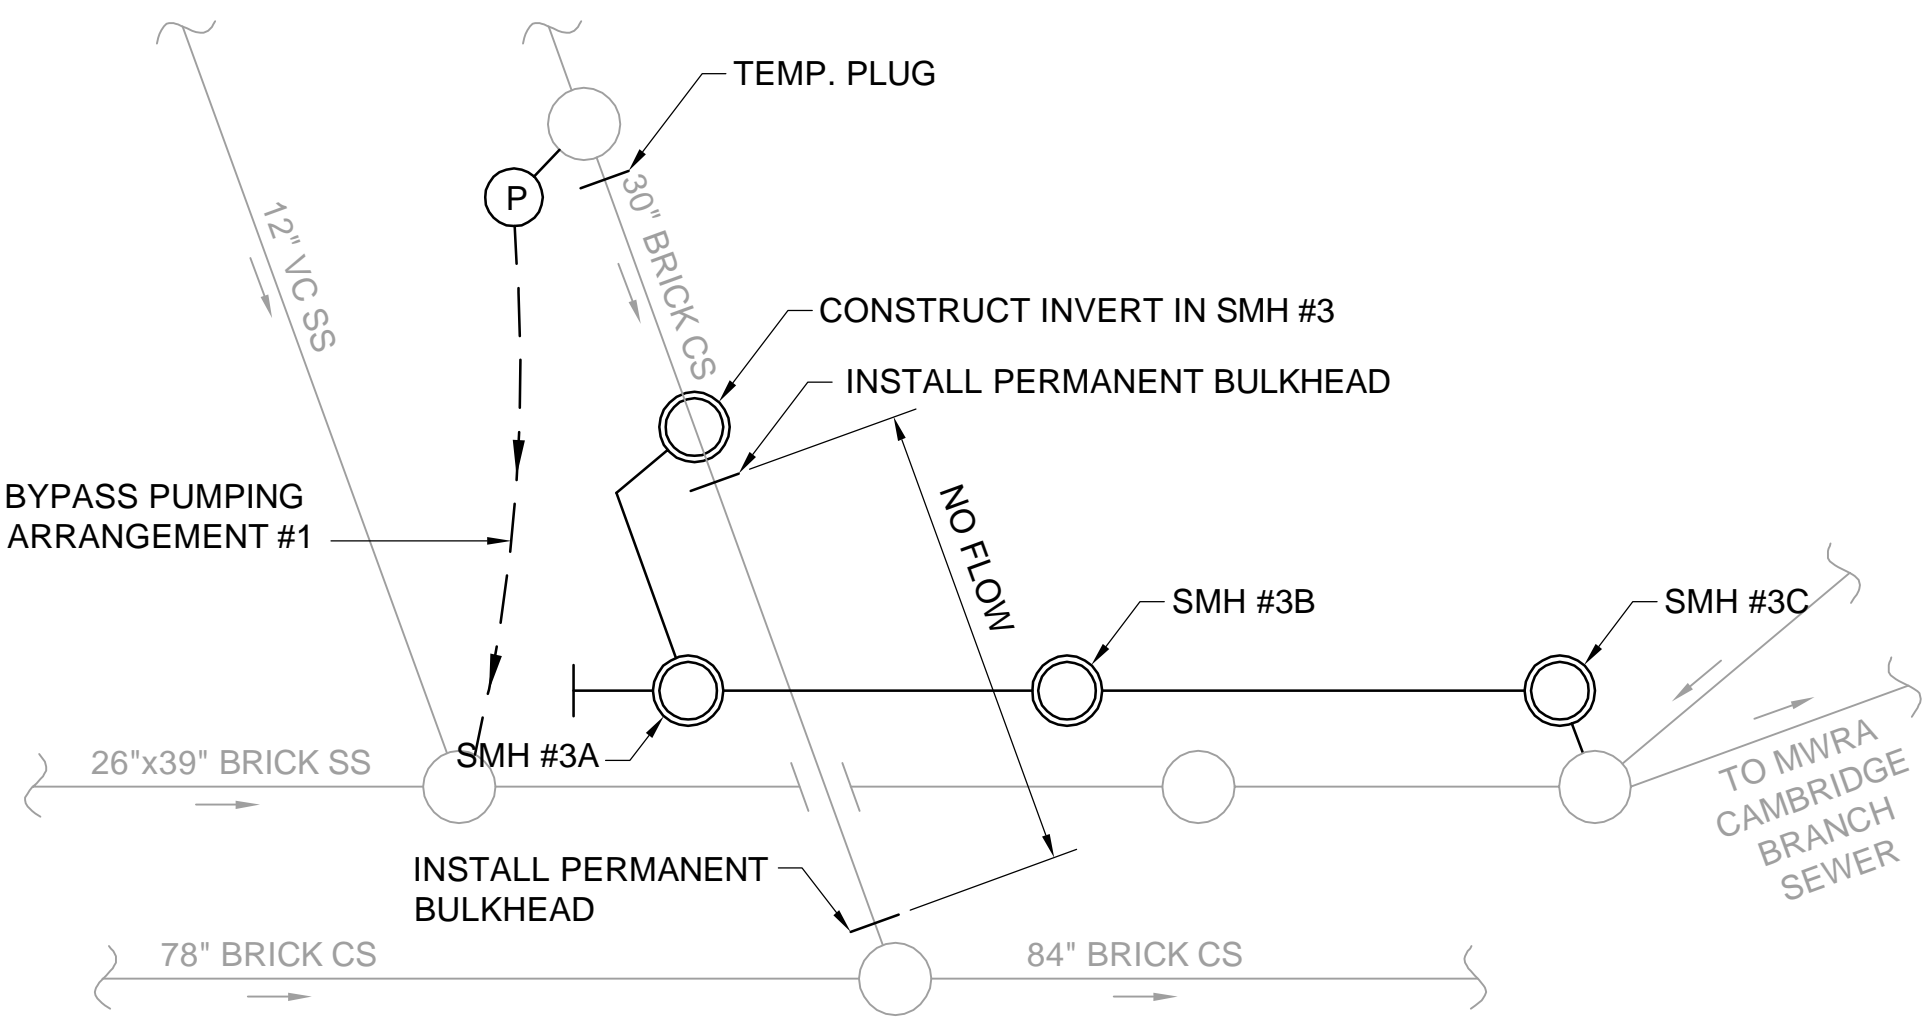 TEMP. PLUG
P
12" VC SS
30" BRICK CS
CONSTRUCT INVERT IN SMH #3
INSTALL PERMANENT BULKHEAD
BYPASS PUMPING
ARRANGEMENT #1
NO FLOW
SMH #3B
SMH #3C
SMH #3A
26"x39" BRICK SS
TO MWRA
CAMBRIDGE
BRANCH
SEWER
INSTALL PERMANENT
BULKHEAD
78" BRICK CS
84" BRICK CS